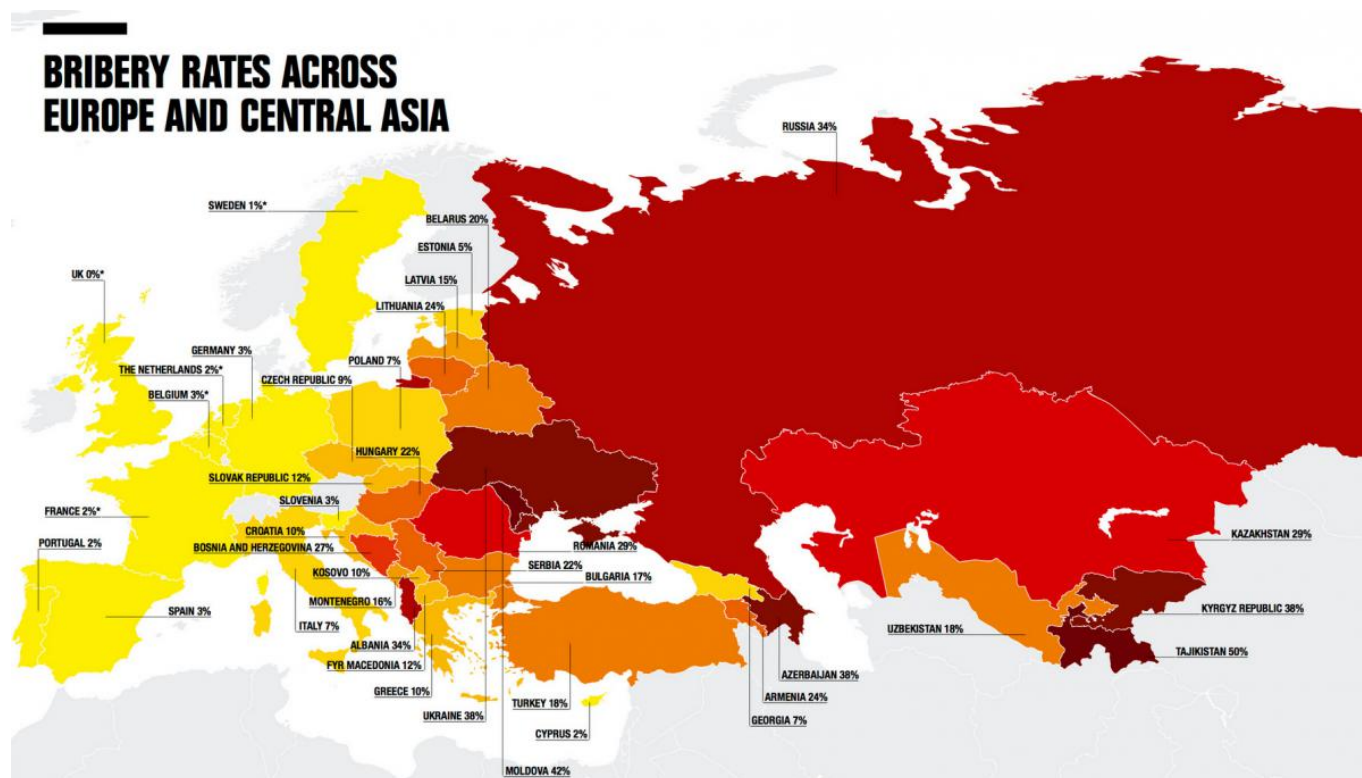 BRIBERY RATES ACROSS
EUROPE AND CENTRAL ASIA
RUSSIA 34%
SWEDEN 1%*
BELARUS 20%
ESTONIA 5%
UK 0%*
LATVIA 15%
LITHUANIA 24%
GERMANY 3%
POLAND 7%
THE NETHERLANDS 2%*
CZECH REPUBLIC 9%
BELGIUM 3%*
HUNGARY 22%
SLOVAK REPUBLIC 12%
SLOVENIA 3%
FRANCE 2%*
CROATIA 10%
KAZAKHSTAN 29%
PORTUGAL 2%
BOSNIA AND HERZEGOVINA 27%
ROMANIA 29%
SERBIA 22%
KOSOVO 10%
BULGARIA 17%
MONTENEGRO 16%
SPAIN 3%
KYRGYZ REPUBLIC 38%
ITALY 7%
UZBEKISTAN 18%
ALBANIA 34%
TAJIKISTAN 50%
FYR MACEDONIA 12%
AZERBAIJAN 38%
GREECE 10%
ARMENIA 24%
TURKEY 18%
UKRAINE 38%
GEORGIA 7%
CYPRUS 2%
MOLDOVA 42%